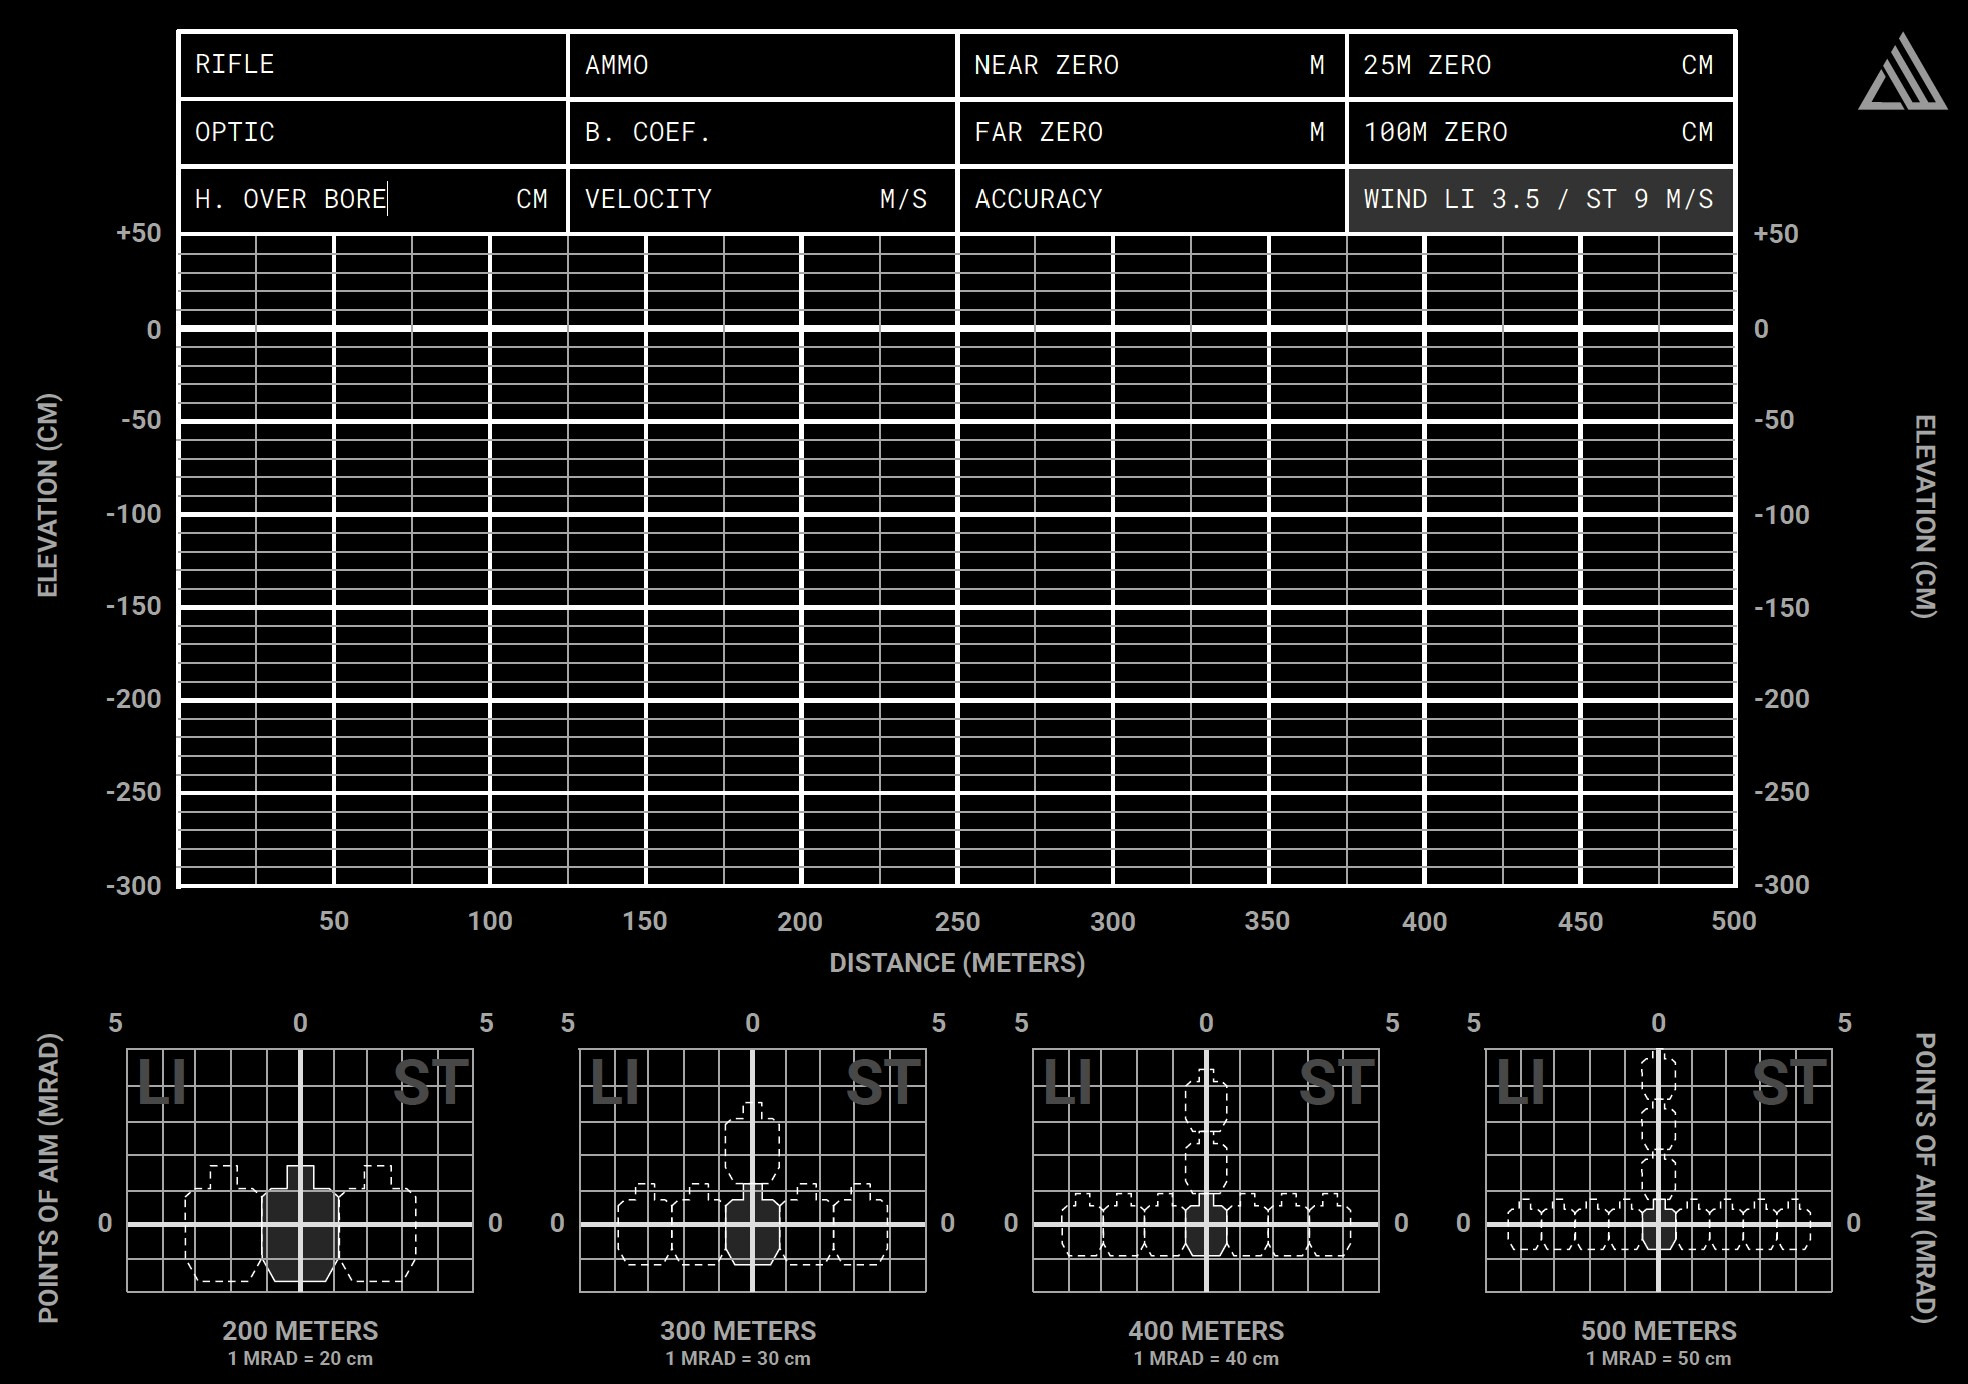 RIFLE AMMO NEAR ZERO M 25M ZERO CM
OPTIC B. COEF. FAR ZERO M 100M ZERO CM
H. OVER BORE CM VELOCITY M/S ACCURACY WIND LI 3.5 / ST 9 M/S
+50 +50
0 0
-50 -50
-100 -100
-150 -150
-200 -200
-250 -250
-300 -300
ELEVATION (CM)
ELEVATION (CM)
50 100 150 200 250 300 350 400 450 500
DISTANCE (METERS)
5 0 5 5 0 5 5 0 5 5 0 5
LI ST LI ST LI ST LI ST
0 0 0 0 0 0 0 0
POINTS OF AIM (MRAD)
POINTS OF AIM (MRAD)
200 METERS 300 METERS 400 METERS 500 METERS
1 MRAD = 20 cm 1 MRAD = 30 cm 1 MRAD = 40 cm 1 MRAD = 50 cm